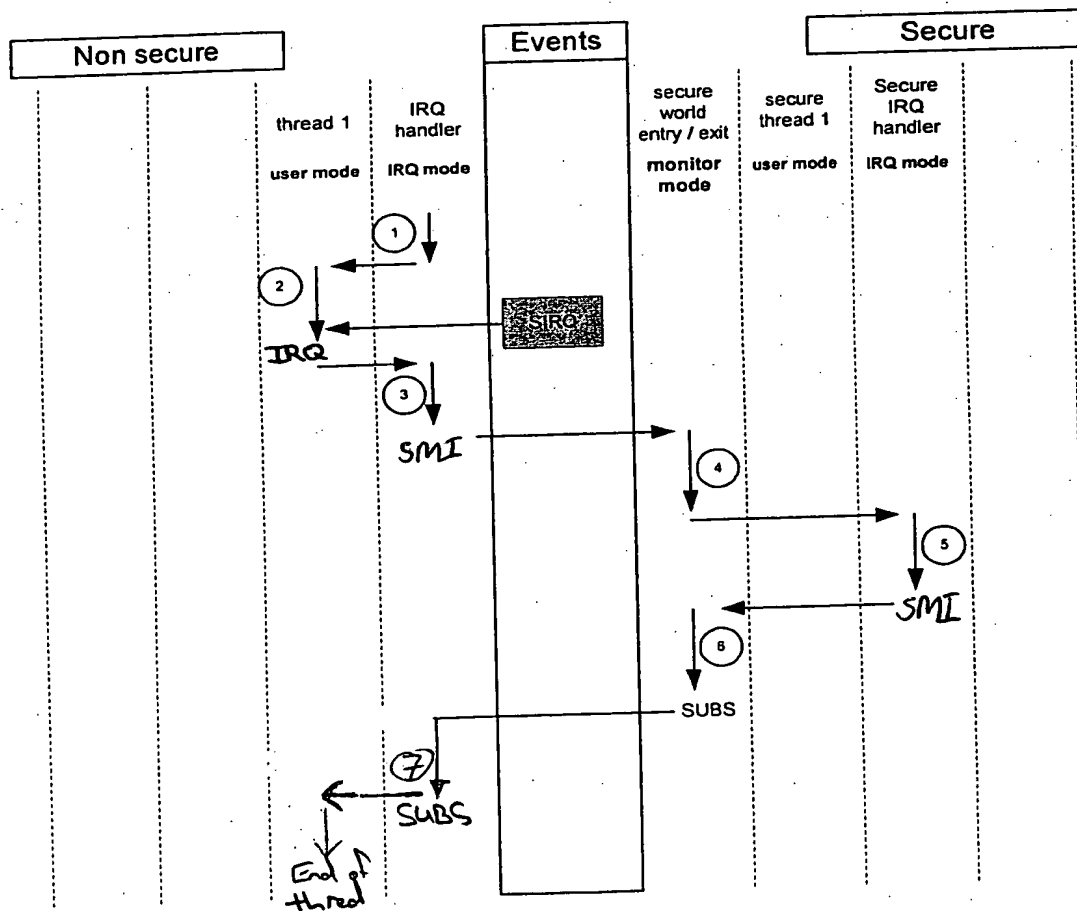 Non secure
Events
Secure
thread 1
user mode
IRQ
handler
IRQ mode
secure
world
entry / exit
monitor
mode
secure
thread 1
user mode
Secure
IRQ
handler
IRQ mode
1
2
SIRQ
IRQ
3
SMI
4
5
SMI
6
SUBS
7
SUBS
End of
thred